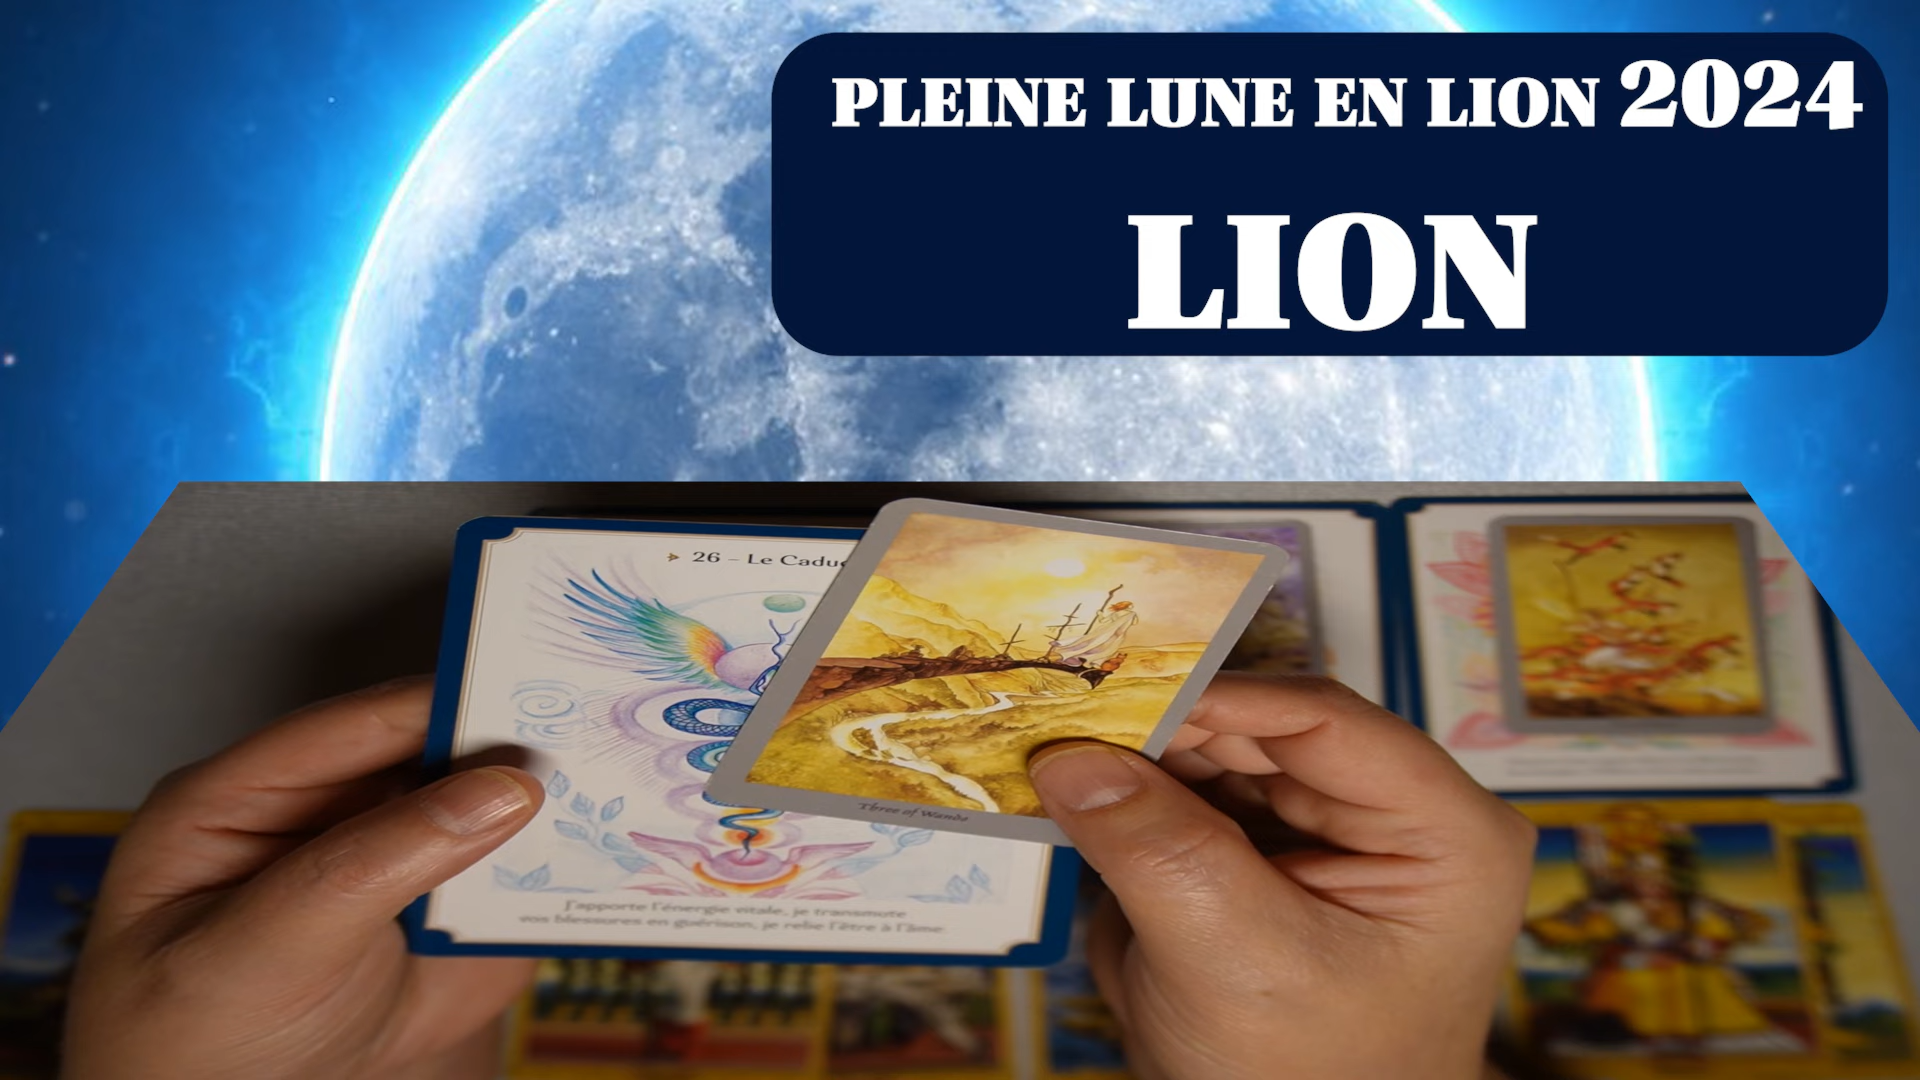 PLEINE LUNE EN LION 2024
LION
26 – Le Cadu
Three of Wands
J'apporte l'énergie vitale, je transmute
vos blessures en guérison, je relie l'être à l'âme